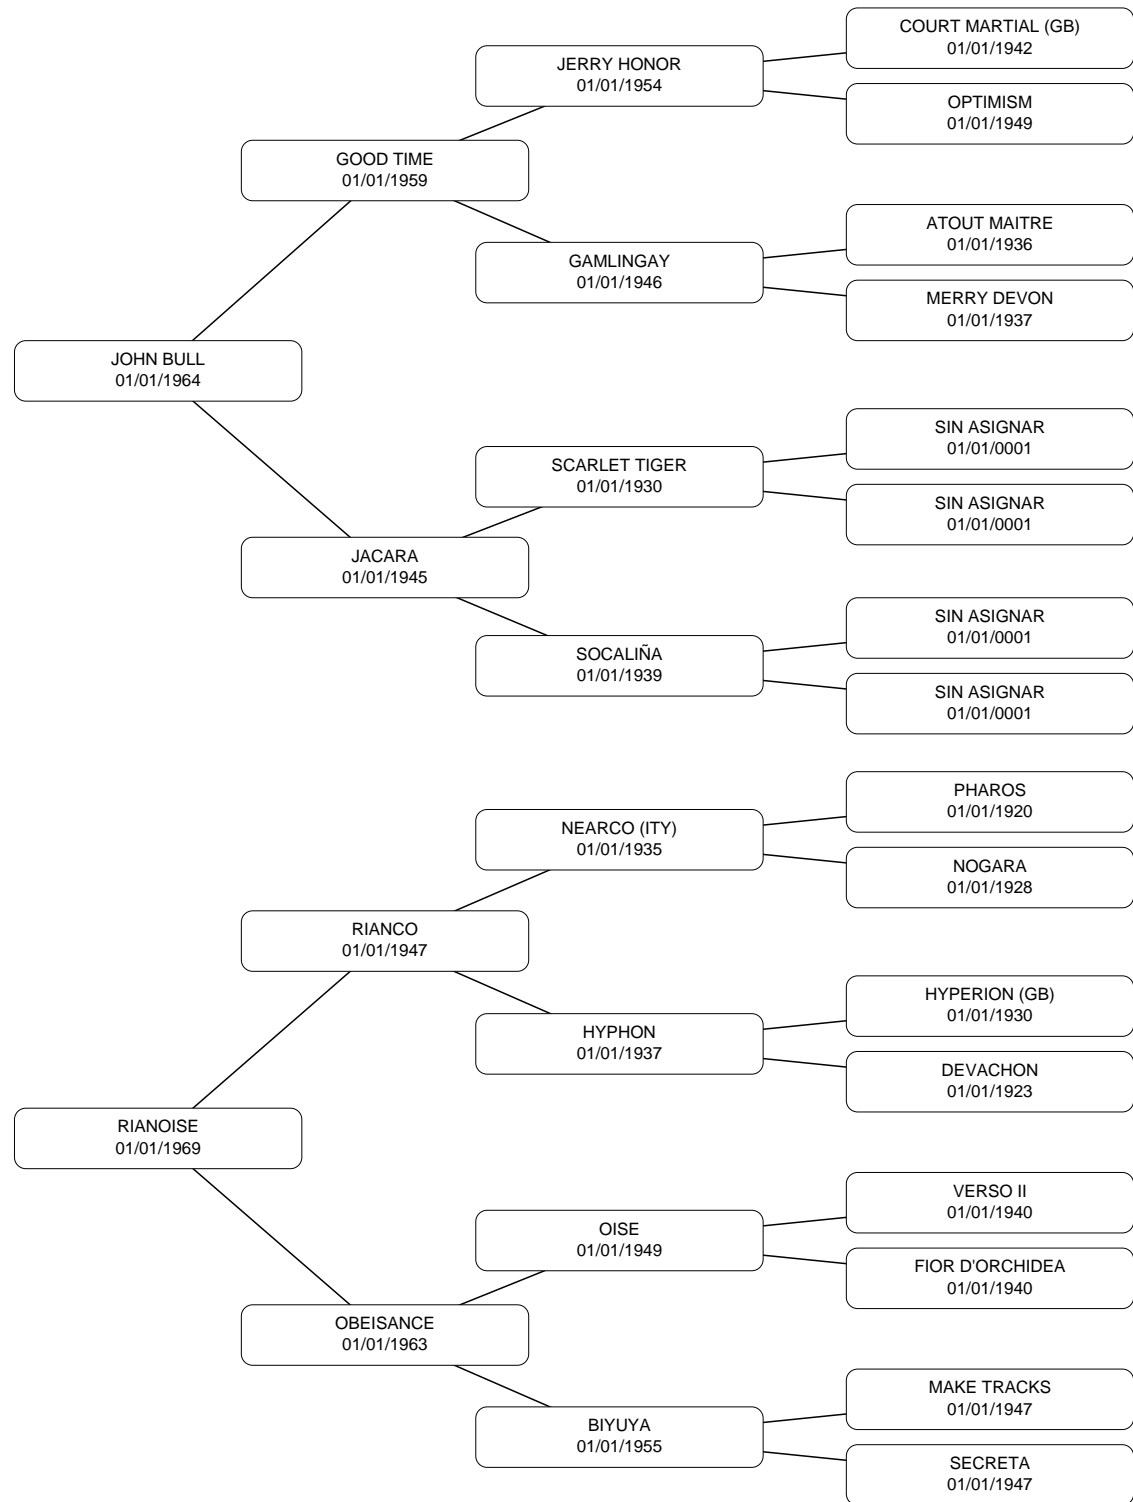 COURT MARTIAL (GB)
01/01/1942
JERRY HONOR
01/01/1954
OPTIMISM
01/01/1949
GOOD TIME
01/01/1959
ATOUT MAITRE
01/01/1936
GAMLINGAY
01/01/1946
MERRY DEVON
01/01/1937
JOHN BULL
01/01/1964
SIN ASIGNAR
01/01/0001
SCARLET TIGER
01/01/1930
SIN ASIGNAR
01/01/0001
JACARA
01/01/1945
SIN ASIGNAR
01/01/0001
SOCALIÑA
01/01/1939
SIN ASIGNAR
01/01/0001
PHAROS
01/01/1920
NEARCO (ITY)
01/01/1935
NOGARA
01/01/1928
RIANCO
01/01/1947
HYPERION (GB)
01/01/1930
HYPHON
01/01/1937
DEVACHON
01/01/1923
RIANOISE
01/01/1969
VERSO II
01/01/1940
OISE
01/01/1949
FIOR D'ORCHIDEA
01/01/1940
OBEISANCE
01/01/1963
MAKE TRACKS
01/01/1947
BIYUYA
01/01/1955
SECRETA
01/01/1947